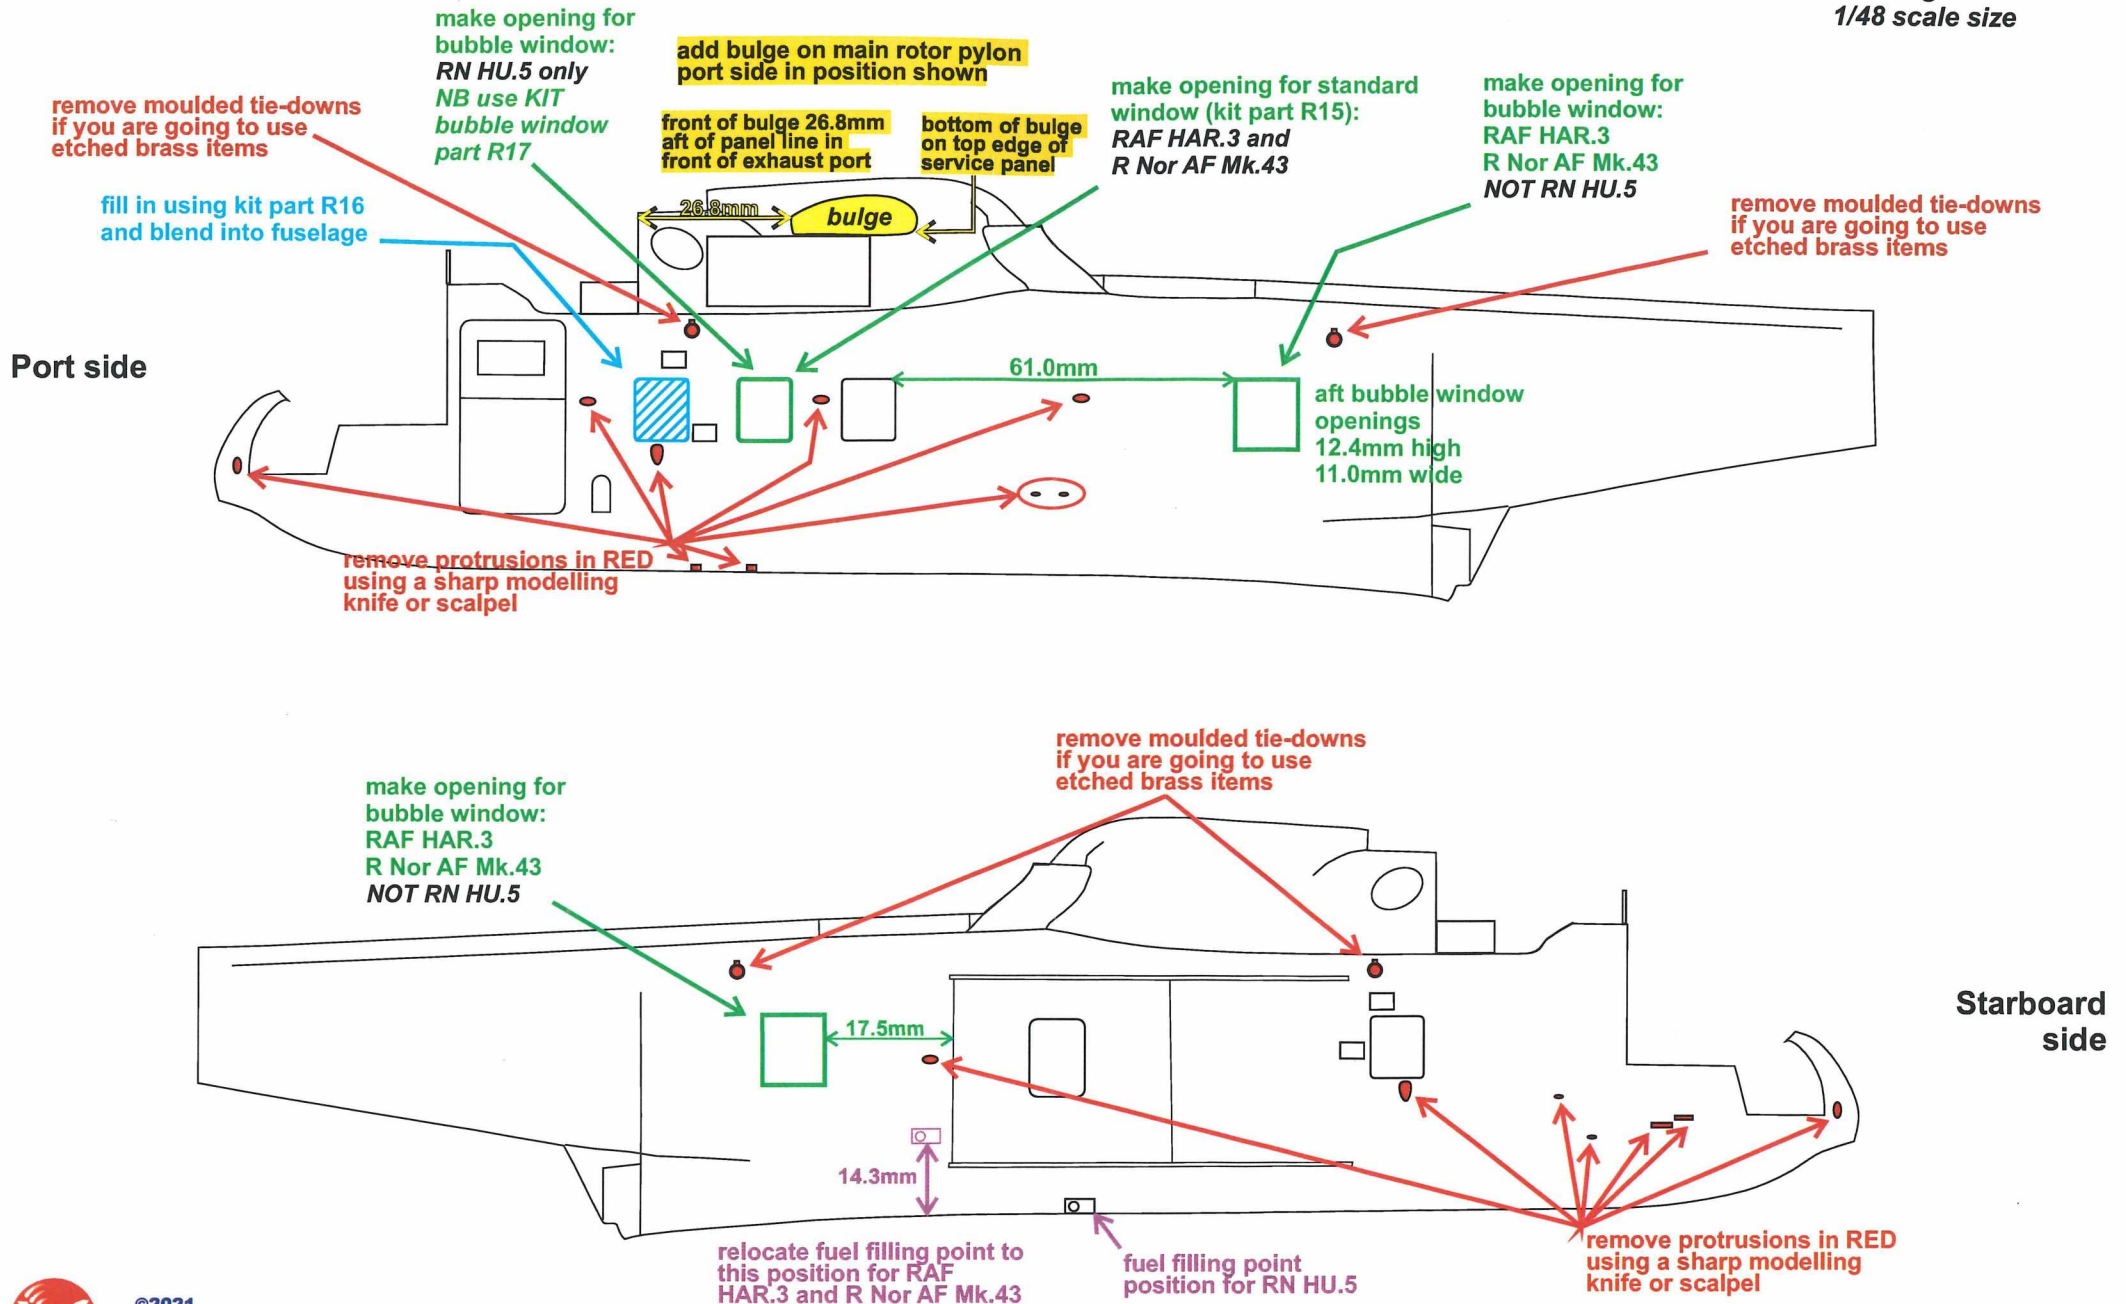 1/48 scale size
make opening for
bubble window:
RN HU.5 only
NB use KIT
bubble window
part R17
add bulge on main rotor pylon
port side in position shown
front of bulge 26.8mm
aft of panel line in
front of exhaust port
bottom of bulge
on top edge of
service panel
make opening for standard
window (kit part R15):
RAF HAR.3 and
R Nor AF Mk.43
make opening for
bubble window:
RAF HAR.3
R Nor AF Mk.43
NOT RN HU.5
remove moulded tie-downs
if you are going to use
etched brass items
fill in using kit part R16
and blend into fuselage
remove moulded tie-downs
if you are going to use
etched brass items
26.8mm
bulge
Port side
61.0mm
aft bubble window
openings
12.4mm high
11.0mm wide
remove protrusions in RED
using a sharp modelling
knife or scalpel
remove moulded tie-downs
if you are going to use
etched brass items
make opening for
bubble window:
RAF HAR.3
R Nor AF Mk.43
NOT RN HU.5
17.5mm
Starboard
side
14.3mm
relocate fuel filling point to
this position for RAF
HAR.3 and R Nor AF Mk.43
fuel filling point
position for RN HU.5
remove protrusions in RED
using a sharp modelling
knife or scalpel
©2021